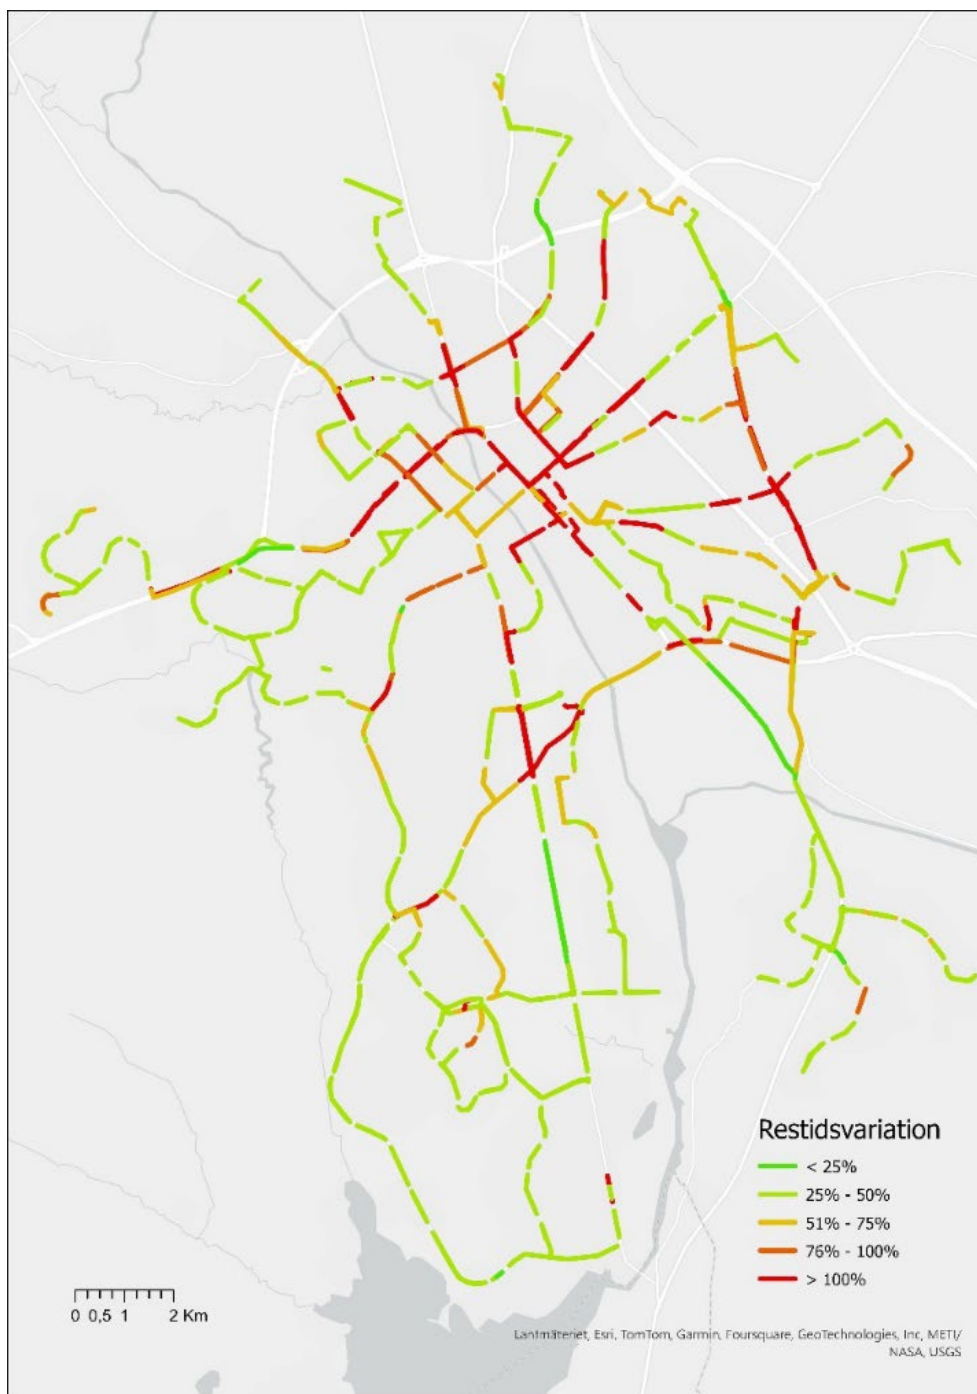 Restidsvariation
< 25%
25% - 50%
51% - 75%
76% - 100%
> 100%
0 0,5 1 2 Km
Lantmäteriet, Esri, TomTom, Garmin, Foursquare, GeoTechnologies, Inc, METI/
NASA, USGS